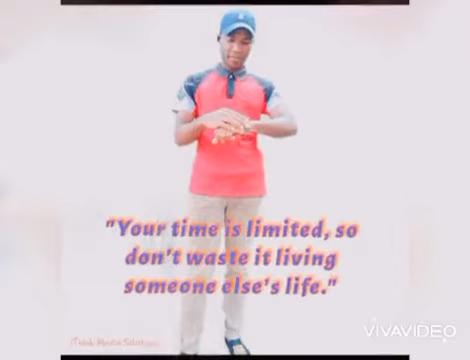 "Your time is limited, so
don't waste it living
someone else's life."
VIVAVIDEO